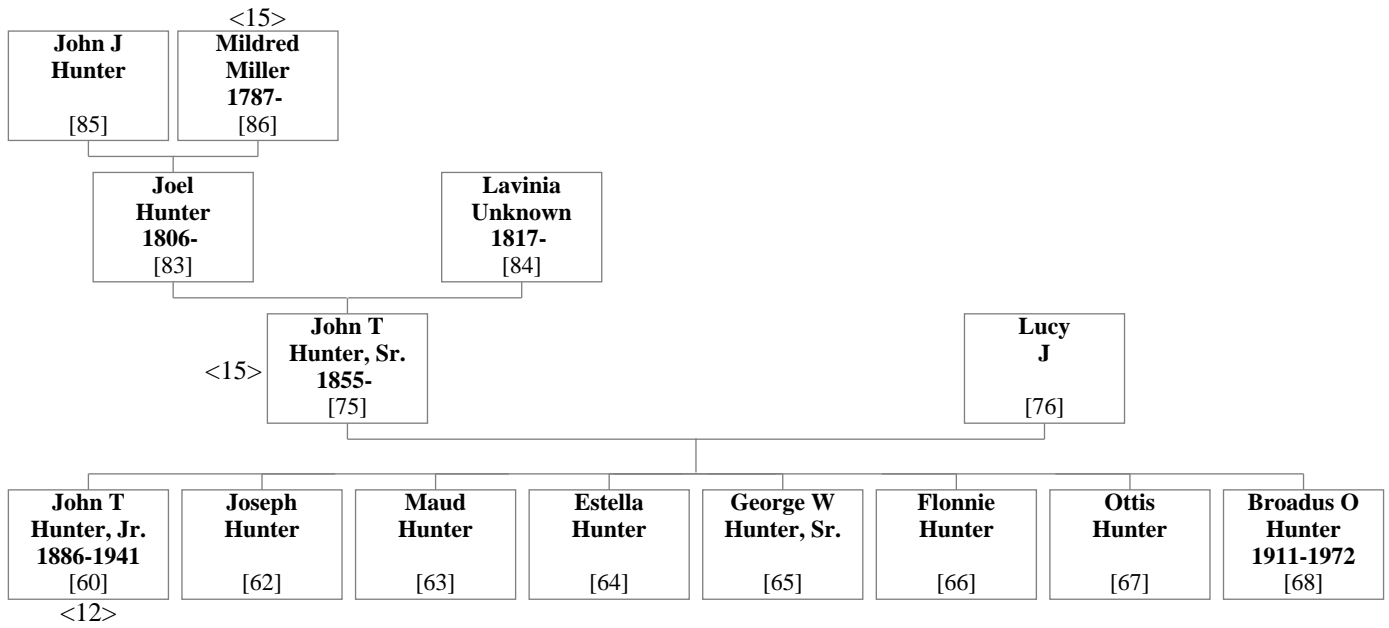 <15>
John J
Hunter
[85]
Mildred
Miller
1787-
[86]
Joel
Hunter
1806-
[83]
Lavinia
Unknown
1817-
[84]
<15>
John T
Hunter, Sr.
1855-
[75]
Lucy
J
[76]
John T
Hunter, Jr.
1886-1941
[60]
<12>
Joseph
Hunter
[62]
Maud
Hunter
[63]
Estella
Hunter
[64]
George W
Hunter, Sr.
[65]
Flonnie
Hunter
[66]
Ottis
Hunter
[67]
Broadus O
Hunter
1911-1972
[68]